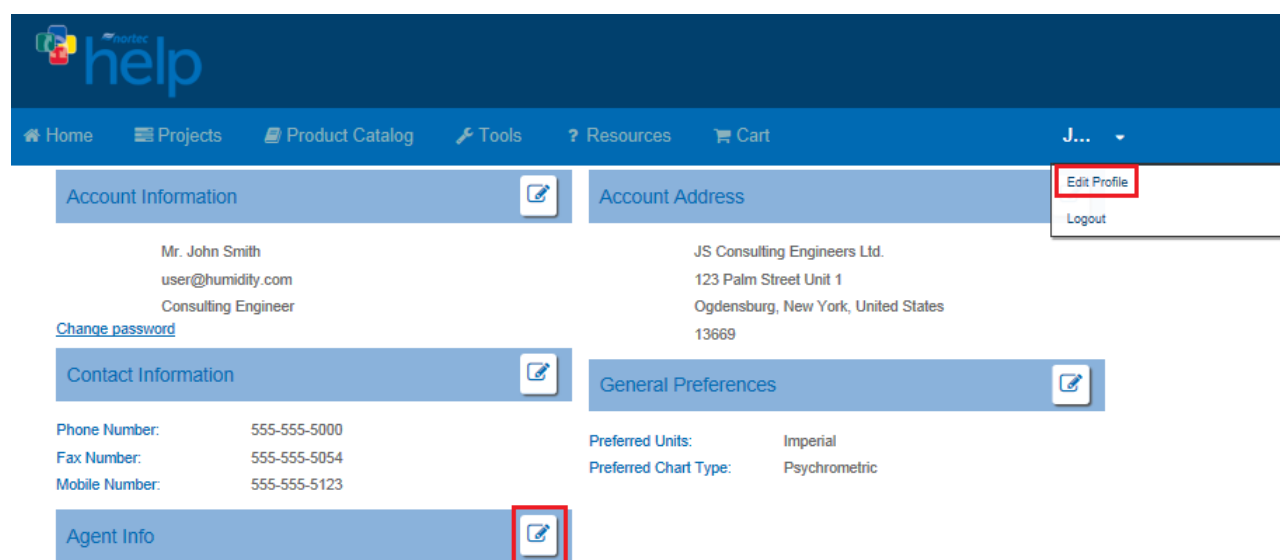 nortec
help
Home Projects Product Catalog Tools ? Resources Cart J...
Edit Profile
Logout
Account Information
Mr. John Smith
user@humidity.com
Consulting Engineer
Change password
Account Address
JS Consulting Engineers Ltd.
123 Palm Street Unit 1
Ogdensburg, New York, United States
13669
Contact Information
Phone Number: 555-555-5000
Fax Number: 555-555-5054
Mobile Number: 555-555-5123
General Preferences
Preferred Units: Imperial
Preferred Chart Type: Psychrometric
Agent Info